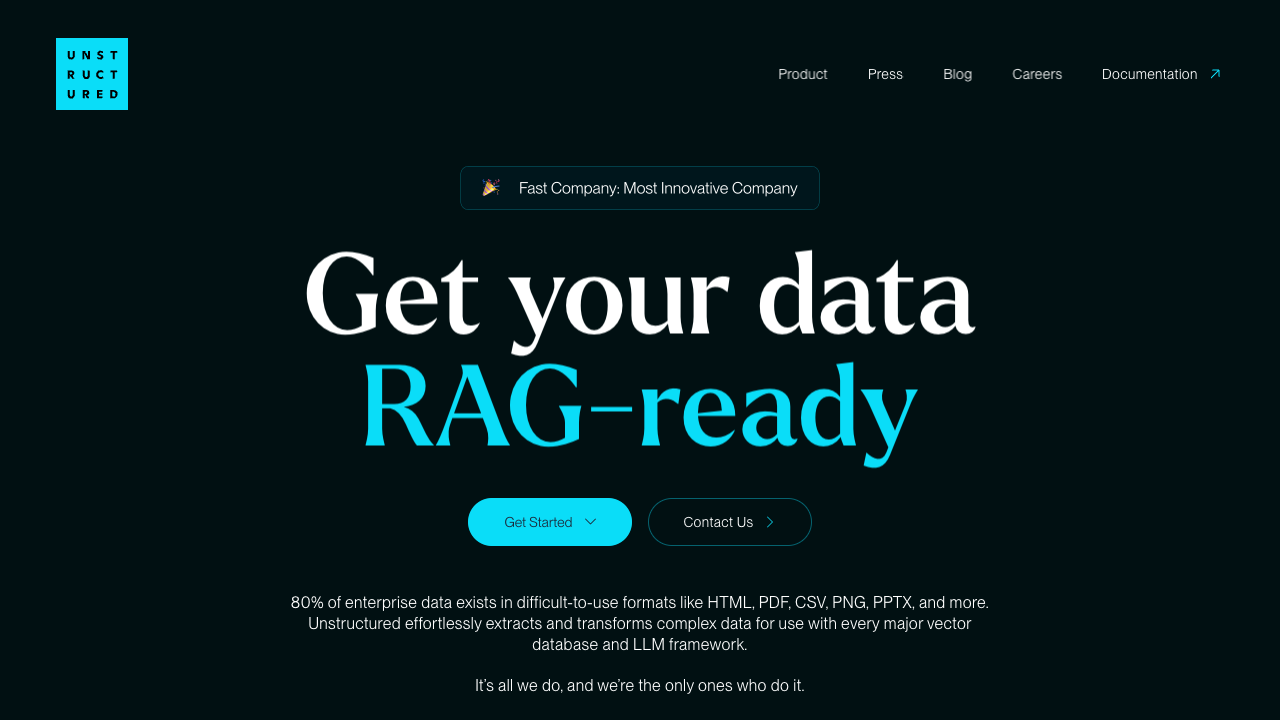 UNST
RUCT
URED
Product Press Blog Careers Documentation
Fast Company: Most Innovative Company
Get your data
RAG–ready
Get Started
Contact Us
80% of enterprise data exists in difficult-to-use formats like HTML, PDF, CSV, PNG, PPTX, and more.
Unstructured effortlessly extracts and transforms complex data for use with every major vector
database and LLM framework.
It’s all we do, and we’re the only ones who do it.